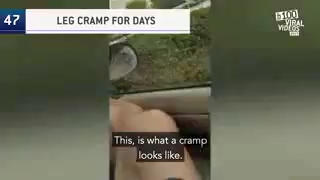 47
LEG CRAMP FOR DAYS
100
VIRAL
VIDEOS
This, is what a cramp
looks like.